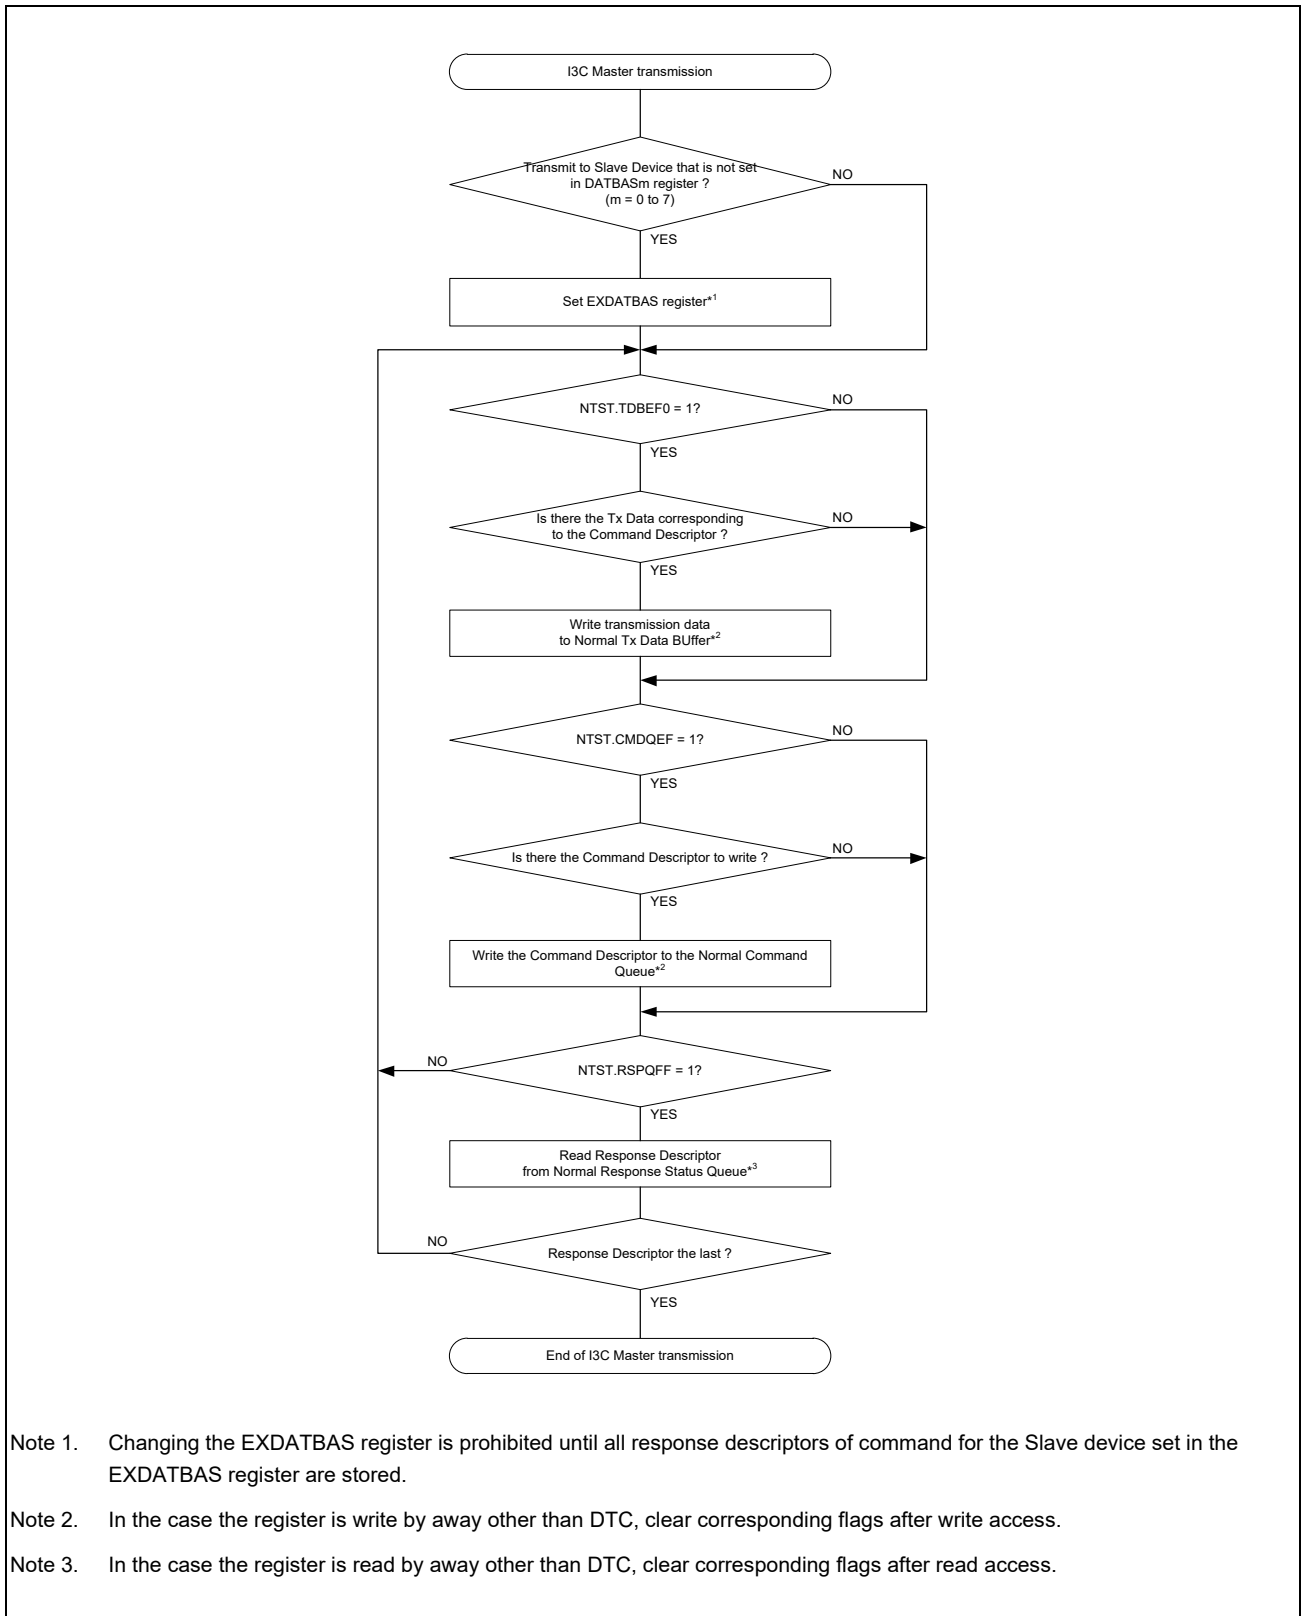 I3C Master transmission
Transmit to Slave Device that is not set
in DATBASm register ?
(m = 0 to 7)
NO
YES
Set EXDATBAS register*1
NTST.TDBEF0 = 1?
NO
YES
Is there the Tx Data corresponding
to the Command Descriptor ?
NO
YES
Write transmission data
to Normal Tx Data BUffer*2
NTST.CMDQEF = 1?
NO
YES
Is there the Command Descriptor to write ?
NO
YES
Write the Command Descriptor to the Normal Command
Queue*2
NO
NTST.RSPQFF = 1?
YES
Read Response Descriptor
from Normal Response Status Queue*3
NO
Response Descriptor the last ?
YES
End of I3C Master transmission
Note 1. Changing the EXDATBAS register is prohibited until all response descriptors of command for the Slave device set in the
EXDATBAS register are stored.
Note 2. In the case the register is write by away other than DTC, clear corresponding flags after write access.
Note 3. In the case the register is read by away other than DTC, clear corresponding flags after read access.